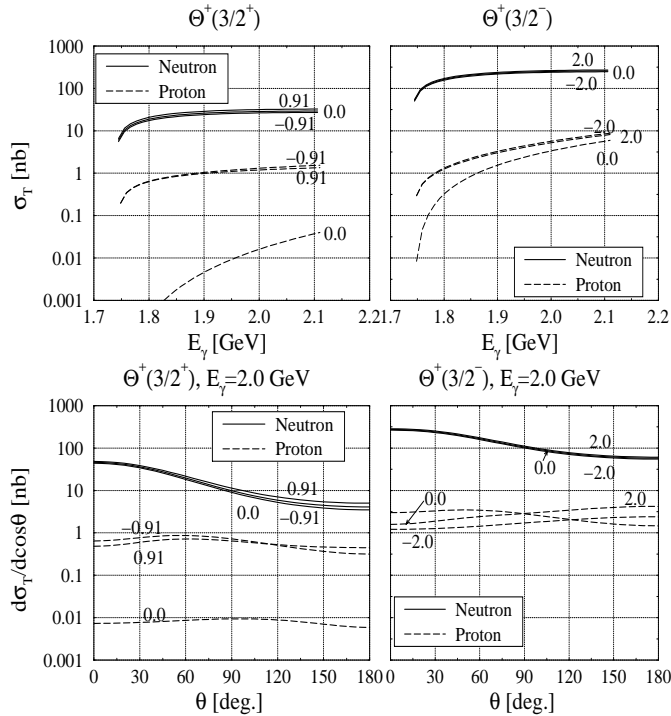 Θ⁺(3/2⁺)
Θ⁺(3/2⁻)
1000
100
10
1
0.1
0.01
0.001
σ_T [nb]
Neutron
Proton
0.91
0.0
−0.91
−0.91
0.91
0.0
2.0
0.0
−2.0
−2.0
2.0
0.0
Neutron
Proton
1.7 1.8 1.9 2.0 2.1 2.2
1.7 1.8 1.9 2.0 2.1 2.2
E_γ [GeV]
E_γ [GeV]
Θ⁺(3/2⁺), E_γ=2.0 GeV
Θ⁺(3/2⁻), E_γ=2.0 GeV
1000
100
10
1
0.1
0.01
0.001
dσ_T/dcosθ [nb]
Neutron
Proton
0.91
0.0
−0.91
−0.91
0.91
0.0
2.0
0.0
−2.0
0.0
2.0
−2.0
Neutron
Proton
0 30 60 90 120 150 180
0 30 60 90 120 150 180
θ [deg.]
θ [deg.]